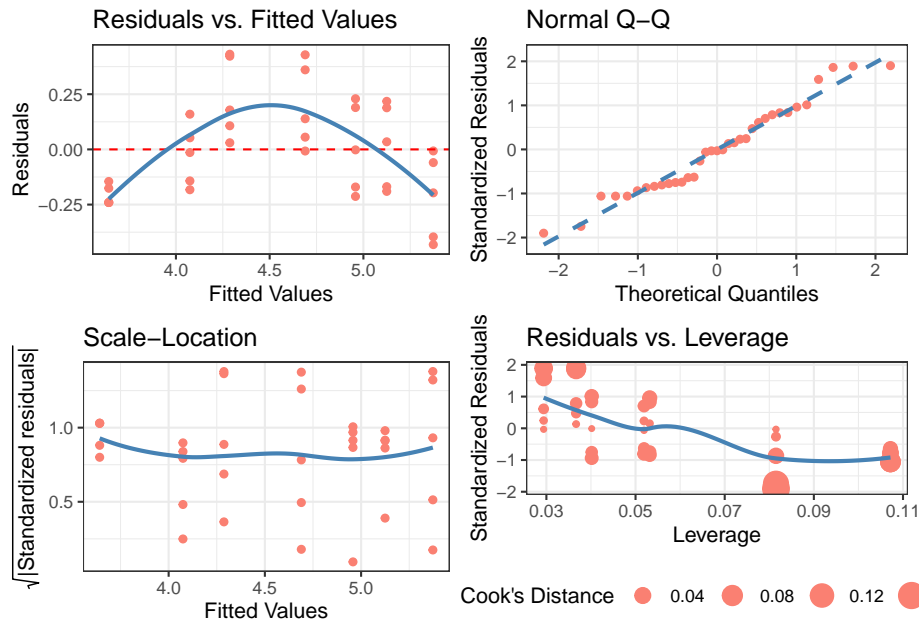 Residuals vs. Fitted Values
Residuals
0.25
0.00
−0.25
4.0 4.5 5.0
Fitted Values
Normal Q−Q
Standardized Residuals
2
1
0
−1
−2
−2 −1 0 1 2
Theoretical Quantiles
Scale−Location
√|Standardized residuals|
1.0
0.5
4.0 4.5 5.0
Fitted Values
Residuals vs. Leverage
Standardized Residuals
2
1
0
−1
−2
0.03 0.05 0.07 0.09 0.11
Leverage
Cook's Distance 0.04 0.08 0.12